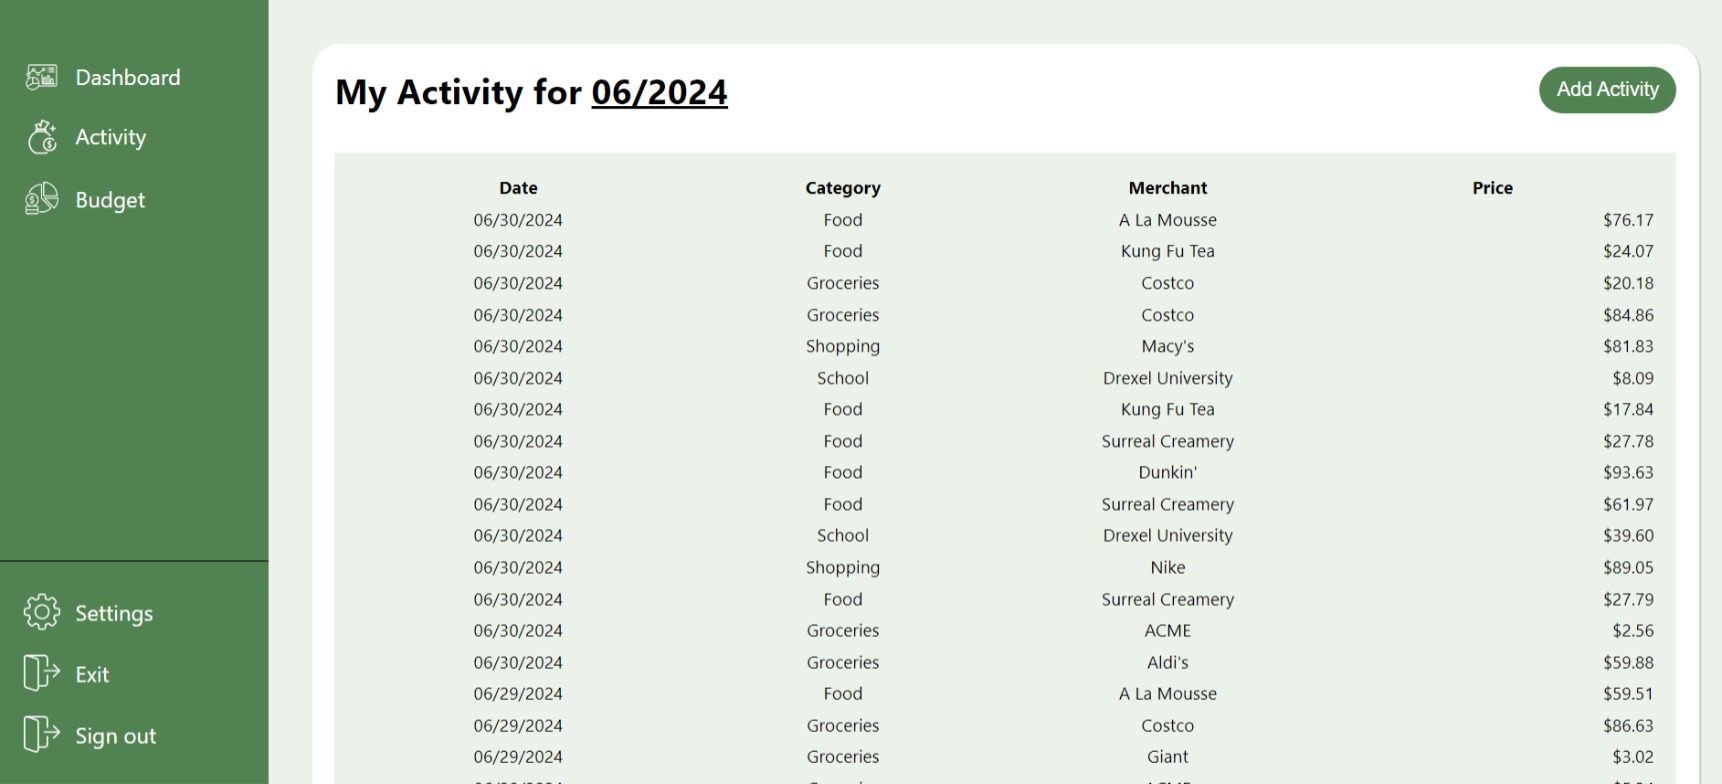 Dashboard
Activity
Budget
Settings
Exit
Sign out
My Activity for 06/2024
Add Activity
Date Category Merchant Price
06/30/2024 Food A La Mousse $76.17
06/30/2024 Food Kung Fu Tea $24.07
06/30/2024 Groceries Costco $20.18
06/30/2024 Groceries Costco $84.86
06/30/2024 Shopping Macy's $81.83
06/30/2024 School Drexel University $8.09
06/30/2024 Food Kung Fu Tea $17.84
06/30/2024 Food Surreal Creamery $27.78
06/30/2024 Food Dunkin' $93.63
06/30/2024 Food Surreal Creamery $61.97
06/30/2024 School Drexel University $39.60
06/30/2024 Shopping Nike $89.05
06/30/2024 Food Surreal Creamery $27.79
06/30/2024 Groceries ACME $2.56
06/30/2024 Groceries Aldi's $59.88
06/29/2024 Food A La Mousse $59.51
06/29/2024 Groceries Costco $86.63
06/29/2024 Groceries Giant $3.02